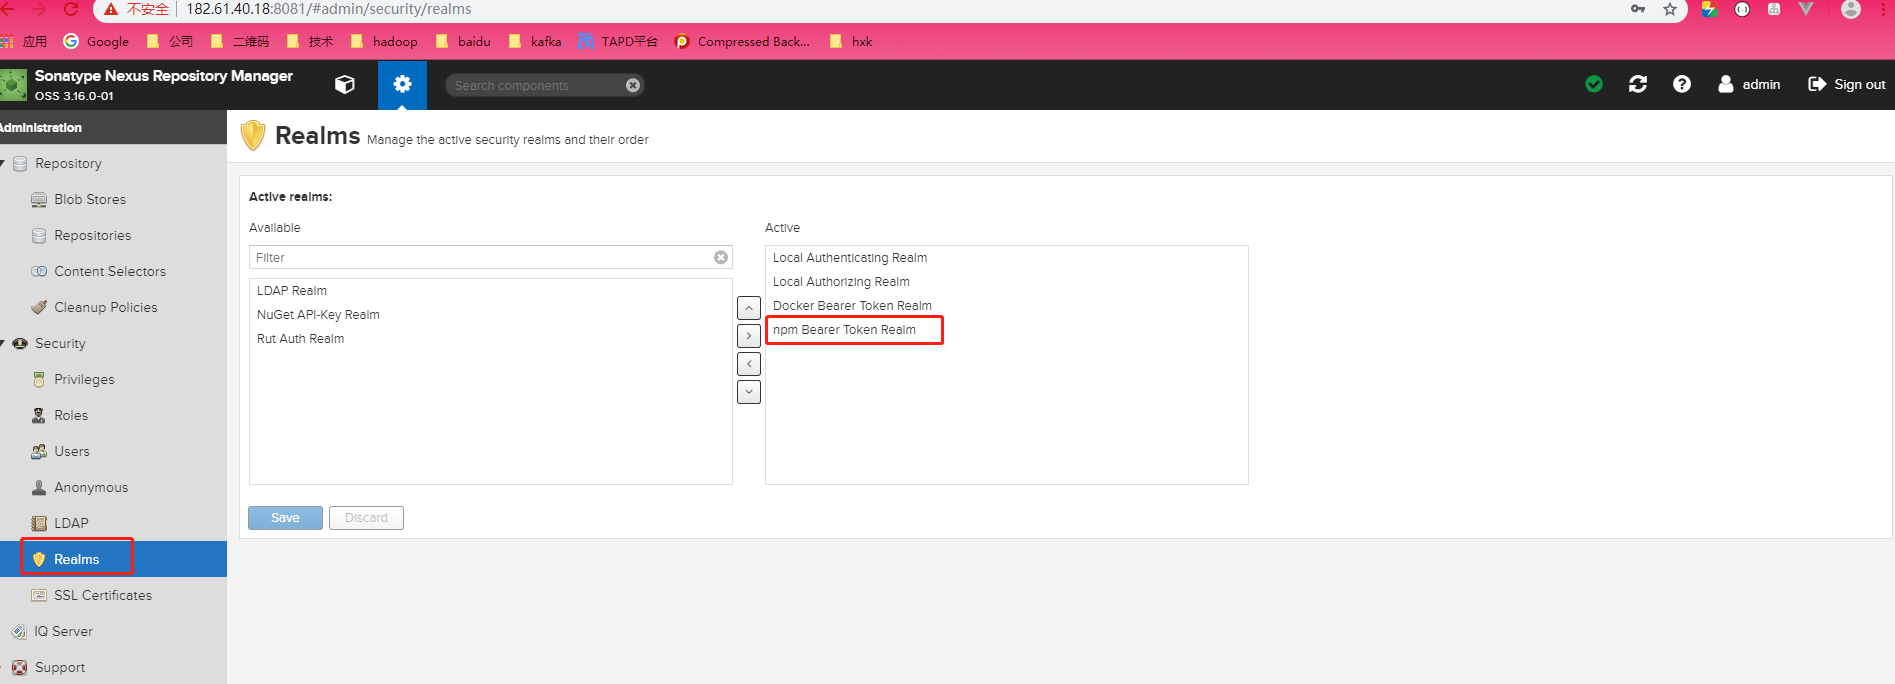 不安全 182.61.40.18:8081/#admin/security/realms
应用 Google 公司 二维码 技术 hadoop baidu kafka TAPD平台 Compressed Back... hxk
Sonatype Nexus Repository Manager
OSS 3.16.0-01
Search components
admin Sign out
Administration
Repository
Blob Stores
Repositories
Content Selectors
Cleanup Policies
Security
Privileges
Roles
Users
Anonymous
LDAP
Realms
SSL Certificates
IQ Server
Support
Realms Manage the active security realms and their order
Active realms:
Available
Filter
LDAP Realm
NuGet API-Key Realm
Rut Auth Realm
Active
Local Authenticating Realm
Local Authorizing Realm
Docker Bearer Token Realm
npm Bearer Token Realm
Save Discard